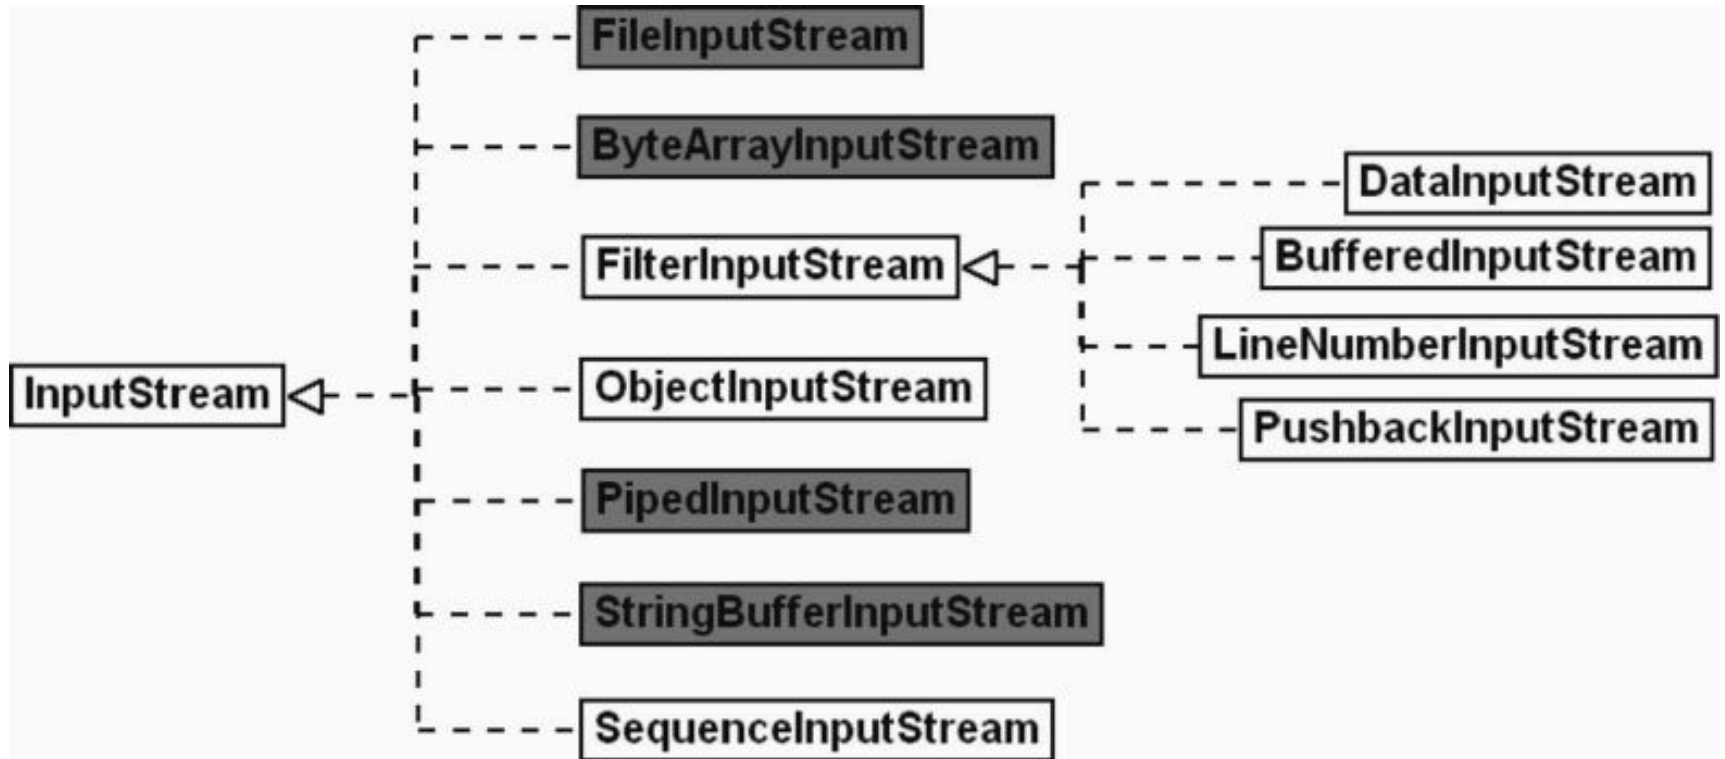 FileInputStream
ByteArrayInputStream
DataInputStream
FilterInputStream
BufferedInputStream
LineNumberInputStream
InputStream
ObjectInputStream
PushbackInputStream
PipedInputStream
StringBufferInputStream
SequenceInputStream